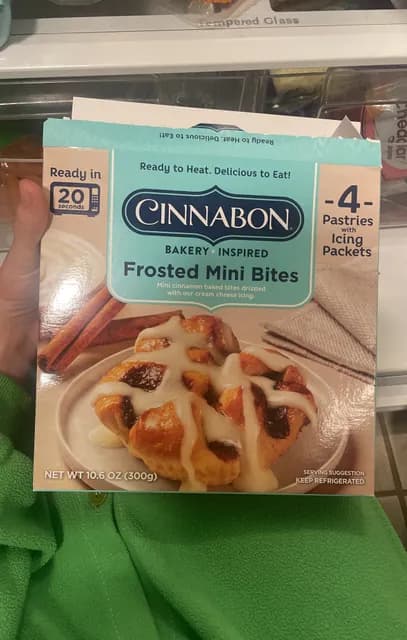 Tempered Glass
Ready to Heat. Delicious to Eat!
Ready in
20
seconds
Ready to Heat. Delicious to Eat!
CINNABON
BAKERY INSPIRED
Frosted Mini Bites
Mini cinnamon baked bites drizzled
with our cream cheese icing.
-4-
Pastries
with
Icing
Packets
NET WT 10.6 OZ (300g)
SERVING SUGGESTION
KEEP REFRIGERATED